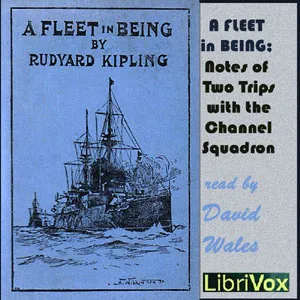 A FLEET IN BEING
BY
RUDYARD KIPLING
A FLEET
in BEING:
Notes of
Two Trips
with the
Channel
Squadron
read by
David
Wales
LibriVox